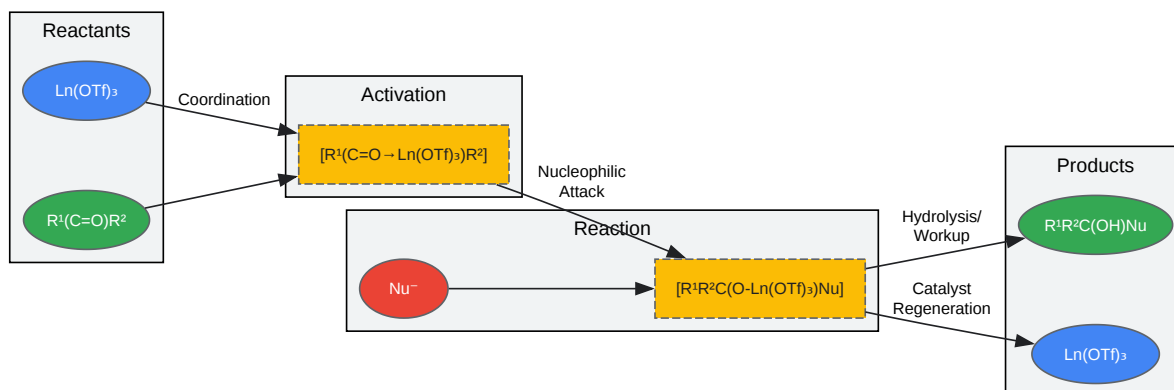 Reactants
Ln(OTf)₃
R¹(C=O)R²
Coordination
Activation
[R¹(C=O→Ln(OTf)₃)R²]
Nucleophilic
Attack
Reaction
Nu⁻
[R¹R²C(O-Ln(OTf)₃)Nu]
Hydrolysis/
Workup
Catalyst
Regeneration
Products
R¹R²C(OH)Nu
Ln(OTf)₃